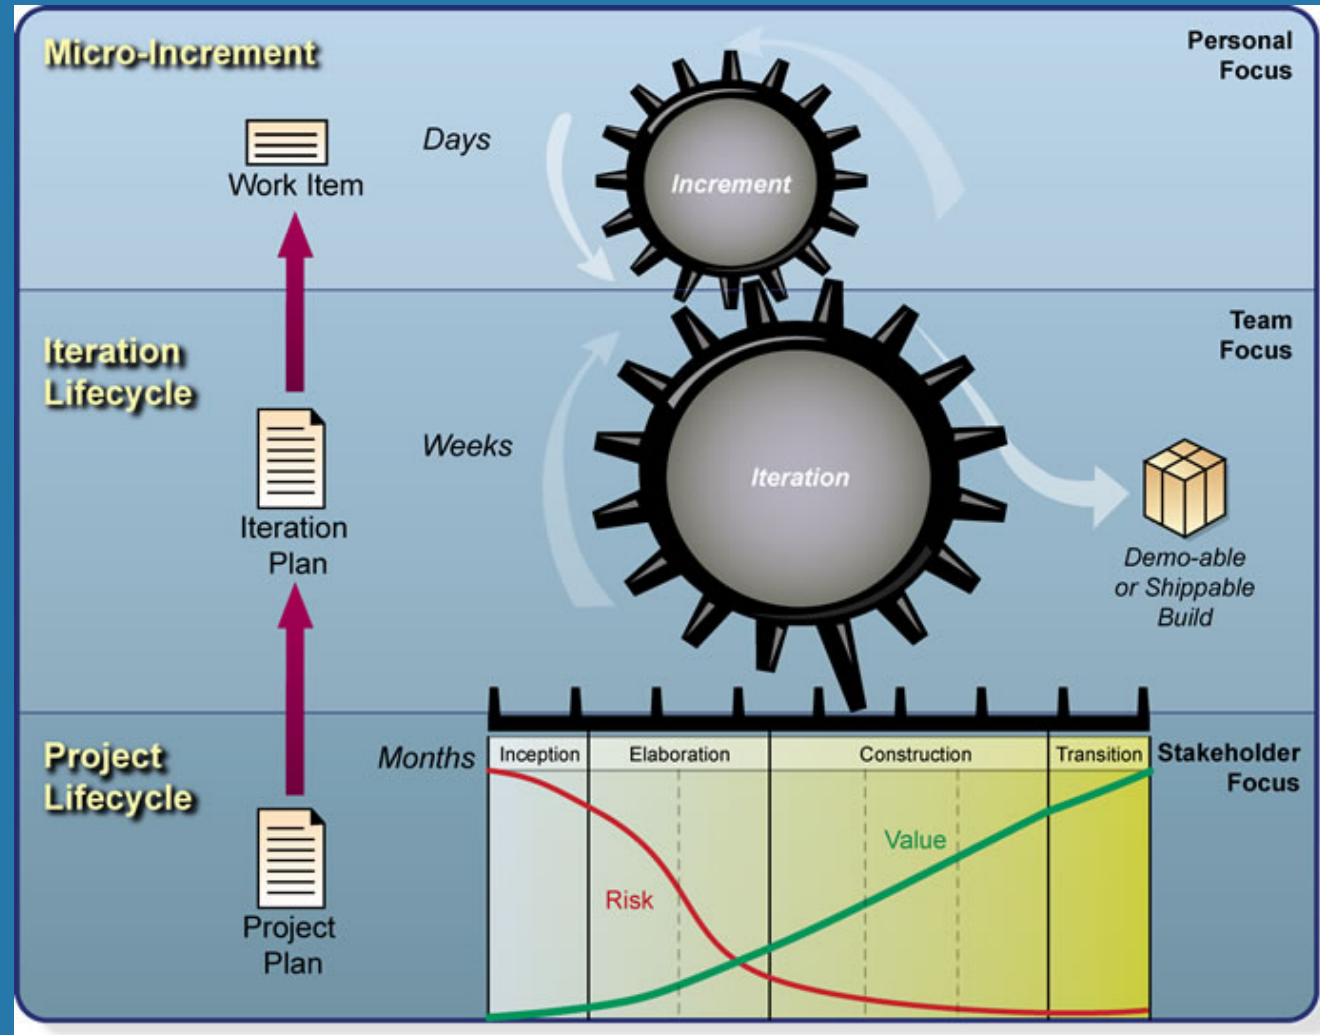 Micro-Increment
Personal
Focus
Days
Work Item
Increment
Iteration
Lifecycle
Team
Focus
Weeks
Iteration
Iteration
Plan
Demo-able
or Shippable
Build
Project
Lifecycle
Months
Inception
Elaboration
Construction
Transition
Stakeholder
Focus
Value
Risk
Project
Plan